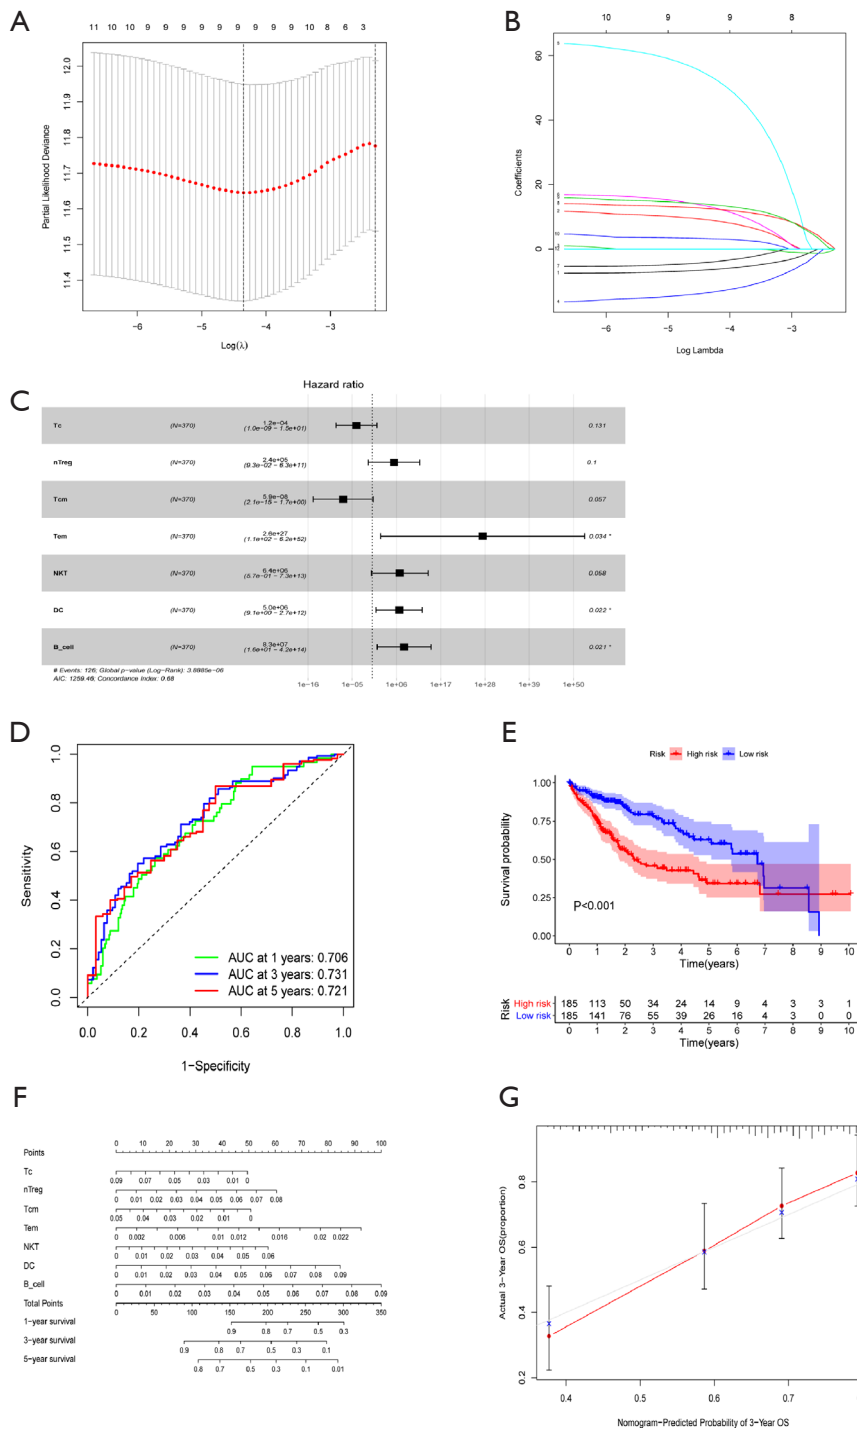 A
11 10 10 9 9 9 9 9 9 9 9 10 8 6 3
Partial Likelihood Deviance
12.0
11.9
11.8
11.7
11.6
11.5
11.4
−6 −5 −4 −3
Log(λ)
B
10 9 9 8
Coefficients
60
40
20
0
−6 −5 −4 −3
Log Lambda
C
Hazard ratio
Tc (N=370) 1.2e−04 0.131
(1.0e−09 − 1.5e+01)
nTreg (N=370) 2.4e+05 0.1
(9.3e−02 − 6.3e+11)
Tcm (N=370) 5.8e−08 0.057
(2.1e−15 − 1.7e+00)
Tem (N=370) 2.6e+27 0.034 *
(1.1e+02 − 6.2e+52)
NKT (N=370) 6.4e+06 0.058
(5.7e−01 − 7.3e+13)
DC (N=370) 5.0e+06 0.022 *
(9.1e+00 − 2.7e+12)
B_cell (N=370) 8.3e+07 0.021 *
(1.6e+01 − 4.2e+14)
# Events: 126; Global p−value (Log−Rank): 3.8885e−06
AIC: 1259.46; Concordance Index: 0.68
1e−16 1e−05 1e+06 1e+17 1e+28 1e+39 1e+50
D
Sensitivity
1.0
0.8
0.6
0.4
0.2
0.0
AUC at 1 years: 0.706
AUC at 3 years: 0.731
AUC at 5 years: 0.721
0.0 0.2 0.4 0.6 0.8 1.0
1−Specificity
E
Risk High risk Low risk
Survival probability
1.00
0.75
0.50
0.25
0.00
P<0.001
0 1 2 3 4 5 6 7 8 9 10
Time(years)
Risk
High risk 185 113 50 34 24 14 9 4 3 3 1
Low risk 185 141 76 55 39 26 16 4 3 0 0
0 1 2 3 4 5 6 7 8 9 10
Time(years)
F
0 10 20 30 40 50 60 70 80 90 100
Points
Tc
0.09 0.07 0.05 0.03 0.01 0
nTreg
0 0.01 0.02 0.03 0.04 0.05 0.06 0.07 0.08
Tcm
0.05 0.04 0.03 0.02 0.01 0
Tem
0 0.002 0.006 0.01 0.012 0.016 0.02 0.022
NKT
0 0.01 0.02 0.03 0.04 0.05 0.06
DC
0 0.01 0.02 0.03 0.04 0.05 0.06 0.07 0.08 0.09
B_cell
0 0.01 0.02 0.03 0.04 0.05 0.06 0.07 0.08 0.09
Total Points
0 50 100 150 200 250 300 350
1−year survival
0.9 0.8 0.7 0.5 0.3
3−year survival
0.9 0.8 0.7 0.5 0.3 0.1
5−year survival
0.8 0.7 0.5 0.3 0.1 0.01
G
Actual 3−Year OS(proportion)
0.8
0.6
0.4
0.2
0.4 0.5 0.6 0.7
Nomogram−Predicted Probability of 3−Year OS